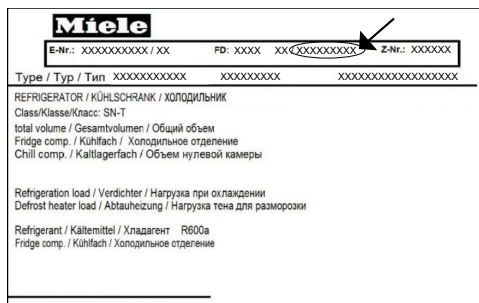 Miele
E-Nr.: XXXXXXXXXX / XX FD: XXXX XX XXXXXXXXX Z-Nr.: XXXXXX
Type / Typ / Тип XXXXXXXXXXX XXXXXXXXX XXXXXXXXXXXXXXXXXX
REFRIGERATOR / KÜHLSCHRANK / ХОЛОДИЛЬНИК
Class/Klasse/Класс: SN-T
total volume / Gesamtvolumen / Общий объем
Fridge comp. / Kühlfach / Холодильное отделение
Chill comp. / Kaltlagerfach / Объем нулевой камеры
Refrigeration load / Verdichter / Нагрузка при охлаждении
Defrost heater load / Abtauheizung / Нагрузка тена для разморозки
Refrigerant / Kältemittel / Хладагент R600a
Fridge comp. / Kühlfach / Холодильное отделение